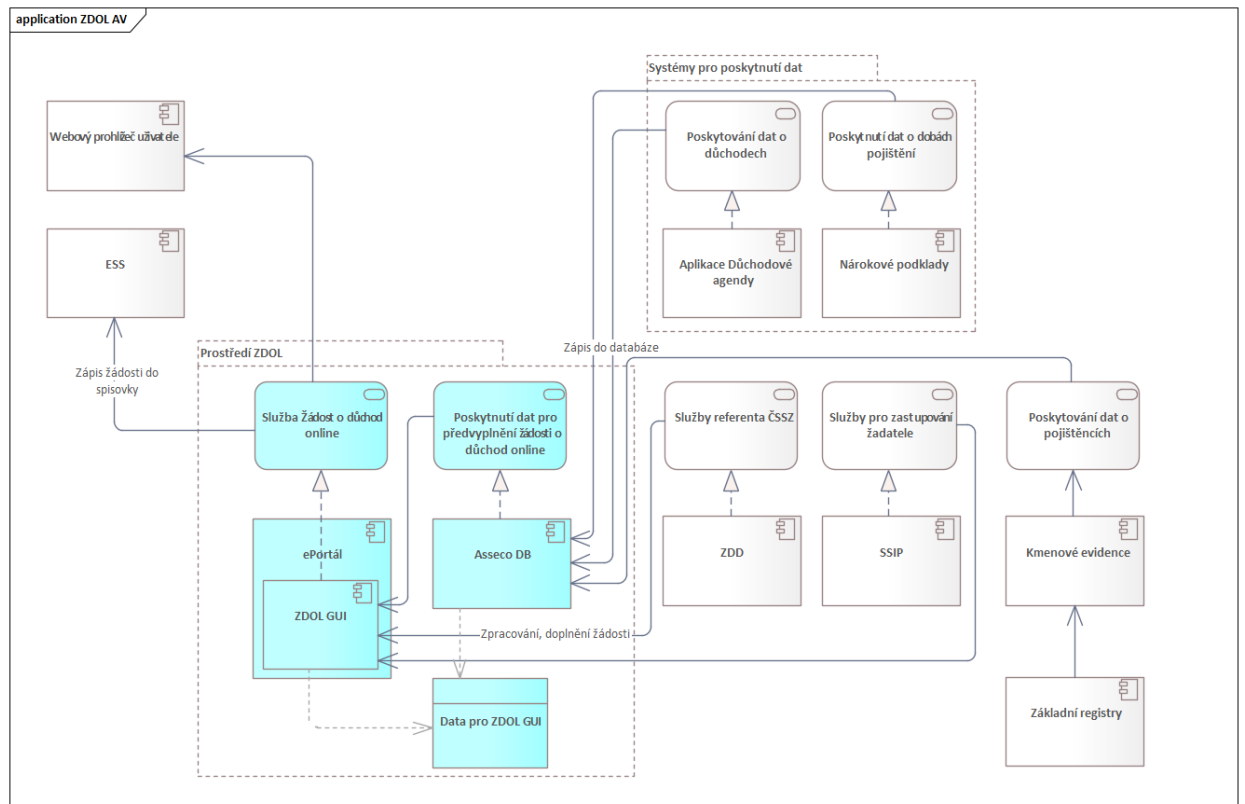 application ZDOL AV
Systémy pro poskytnutí dat
Webový prohlížeč uživatele
Poskytování dat o
důchodech
Poskytnutí dat o dobách
pojištění
ESS
Aplikace Důchodové
agendy
Nárokové podklady
Zápis žádosti do
spisovky
Prostředí ZDOL
Zápis do databáze
Služba Žádost o důchod
online
Poskytnutí dat pro
předvyplnění žádosti o
důchod online
Služby referenta ČSSZ
Služby pro zastupování
žadatele
Poskytování dat o
pojištěncích
ePortál
Asseco DB
ZDD
SSIP
Kmenové evidence
ZDOL GUI
Zpracování, doplnění žádosti
Data pro ZDOL GUI
Základní registry